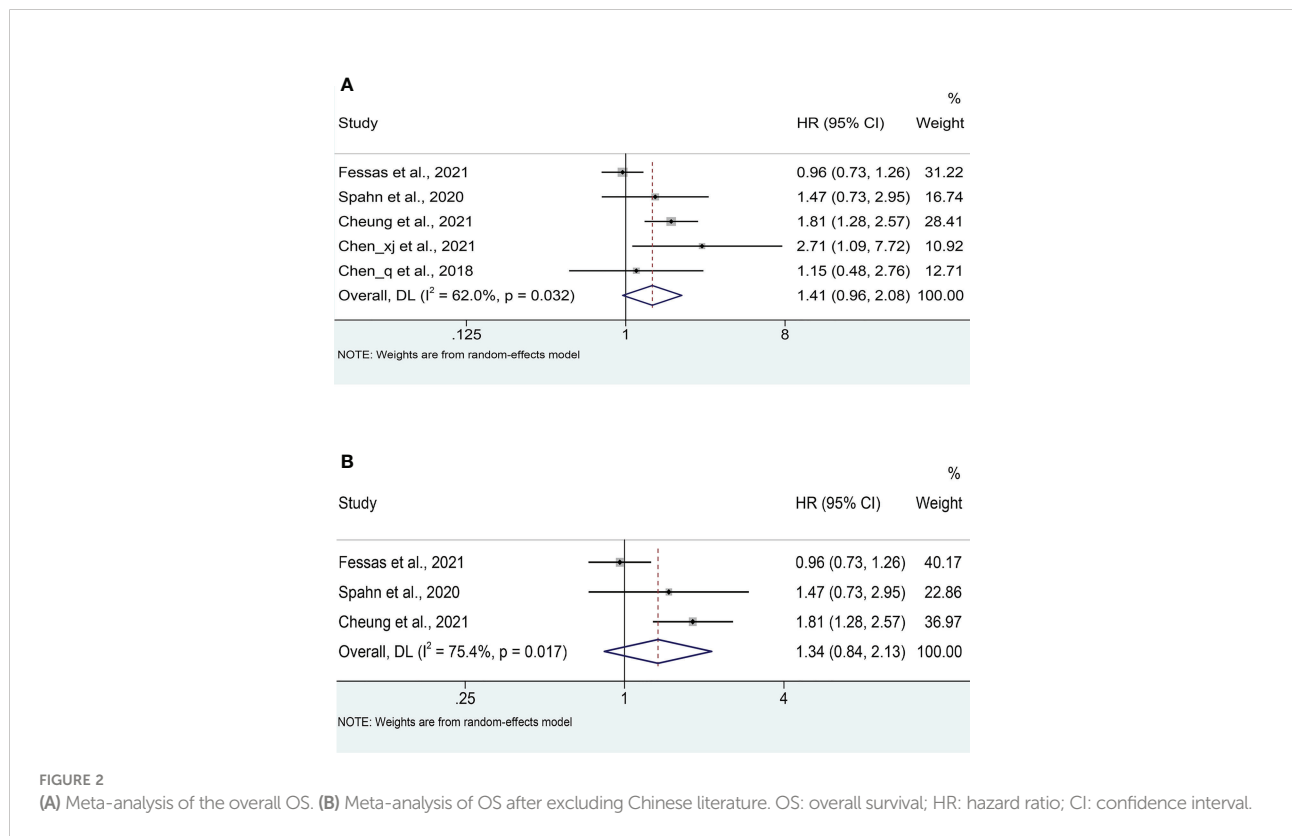 A
%
Study HR (95% CI) Weight
Fessas et al., 2021 0.96 (0.73, 1.26) 31.22
Spahn et al., 2020 1.47 (0.73, 2.95) 16.74
Cheung et al., 2021 1.81 (1.28, 2.57) 28.41
Chen_xj et al., 2021 2.71 (1.09, 7.72) 10.92
Chen_q et al., 2018 1.15 (0.48, 2.76) 12.71
Overall, DL (I² = 62.0%, p = 0.032) 1.41 (0.96, 2.08) 100.00
.125 1 8
NOTE: Weights are from random-effects model
B
%
Study HR (95% CI) Weight
Fessas et al., 2021 0.96 (0.73, 1.26) 40.17
Spahn et al., 2020 1.47 (0.73, 2.95) 22.86
Cheung et al., 2021 1.81 (1.28, 2.57) 36.97
Overall, DL (I² = 75.4%, p = 0.017) 1.34 (0.84, 2.13) 100.00
.25 1 4
NOTE: Weights are from random-effects model
FIGURE 2
(A) Meta-analysis of the overall OS. (B) Meta-analysis of OS after excluding Chinese literature. OS: overall survival; HR: hazard ratio; CI: confidence interval.